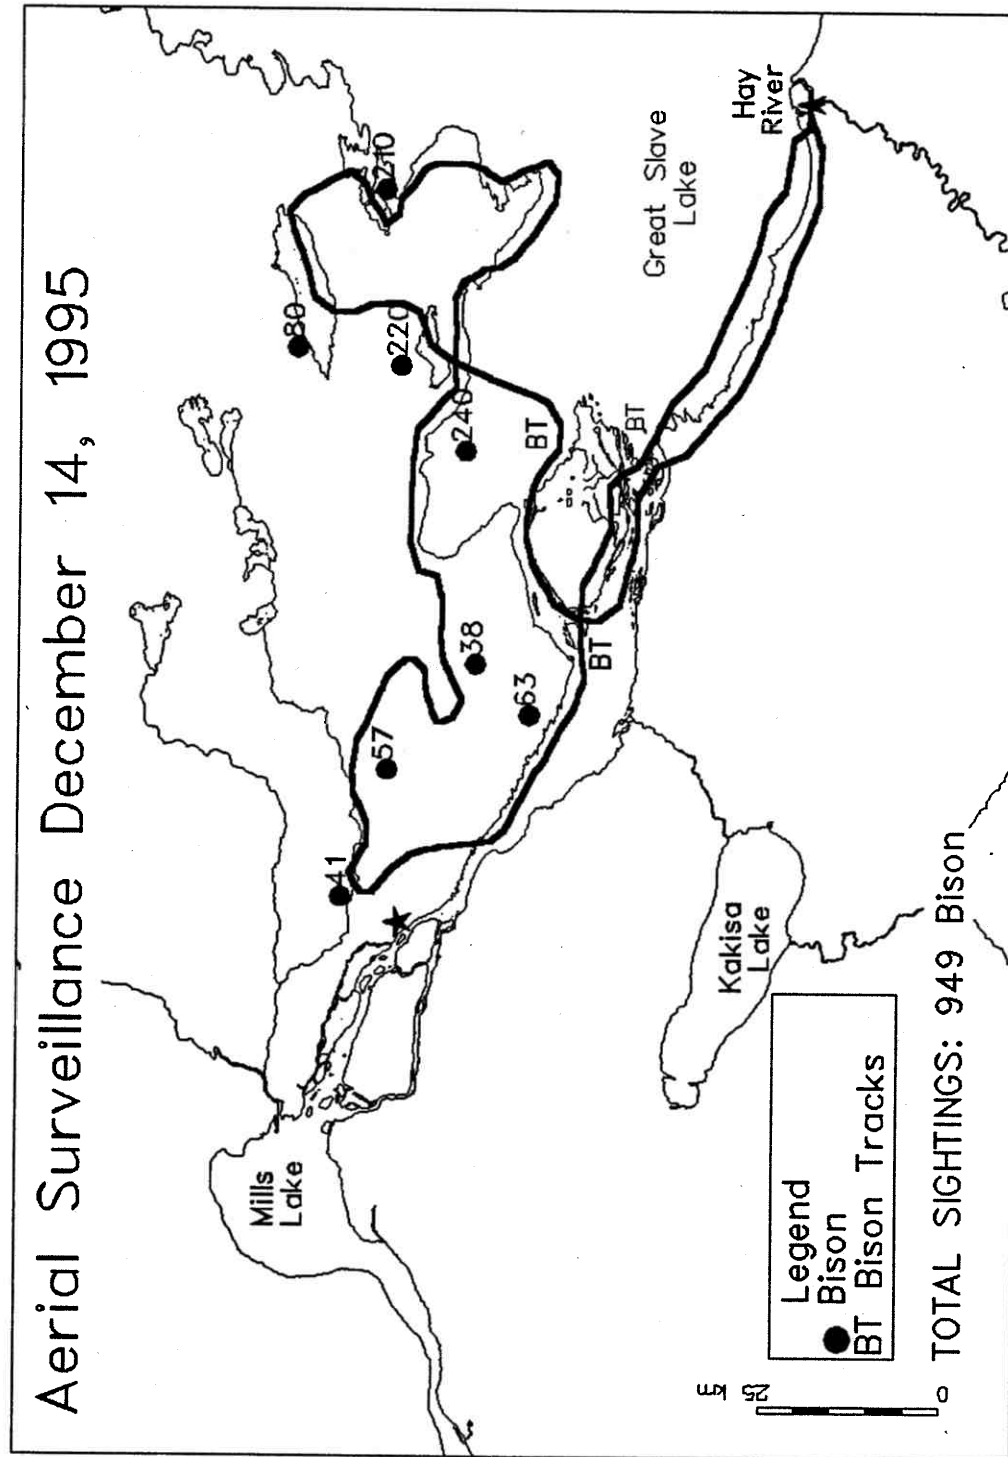 Aerial Surveillance December 14, 1995
80
210
220
240
41
57
38
63
BT
BT
BT
Hay
River
Great Slave
Lake
Mills
Lake
Kakisa
Lake
Legend
Bison
BT Bison Tracks
25
km
0
TOTAL SIGHTINGS: 949 Bison